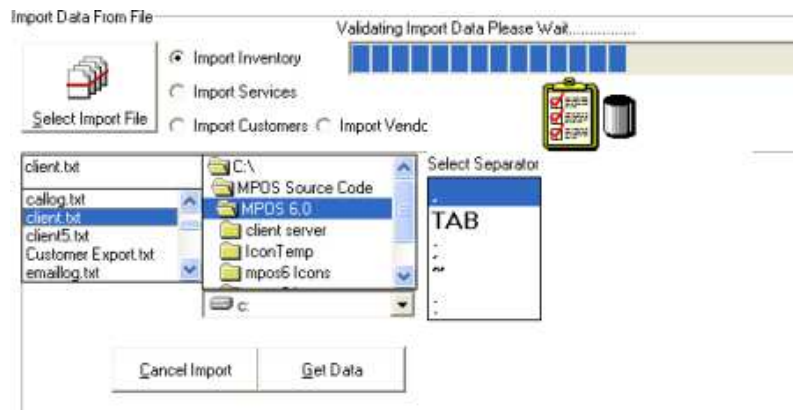 Import Data From File
Validating Import Data Please Wait...................
Import Inventory
Import Services
Select Import File
Import Customers
Import Vendc
client.txt
callog.txt
client.txt
client5.txt
Customer Export.txt
emaillog.txt
C:\
MPOS Source Code
MPOS 6.0
client server
IconTemp
mpos6 Icons
c:
Select Separator
TAB
;
~
:
Cancel Import
Get Data